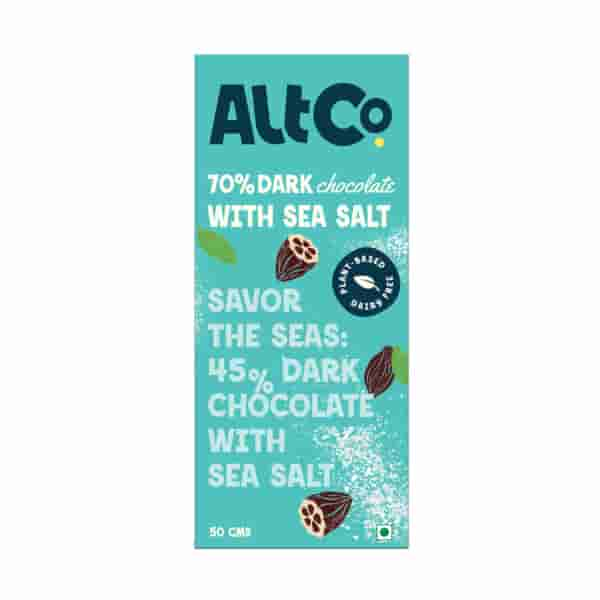 AltCo.
70% DARK chocolate
WITH SEA SALT
PLANT-BASED
DAIRY FREE
SAVOR
THE SEAS:
45% DARK
CHOCOLATE
WITH
SEA SALT
50 GMS